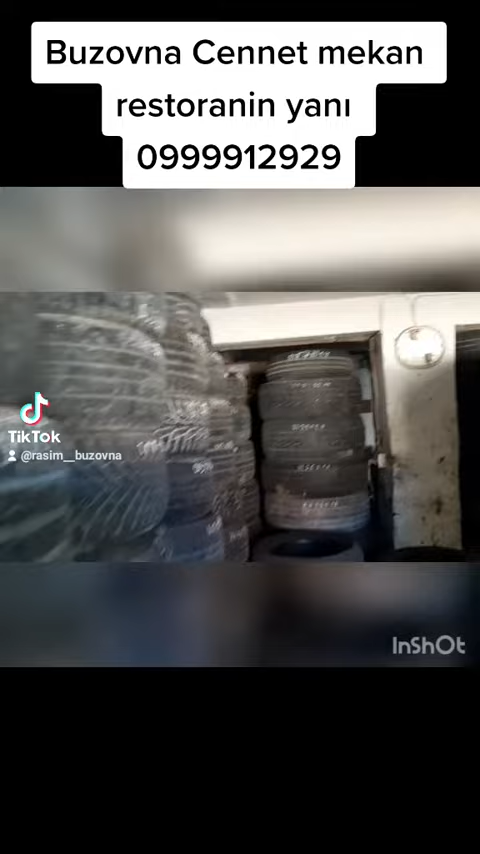 Buzovna Cennet mekan
restoranin yanı
0999912929
TikTok
@rasim__buzovna
InShOt